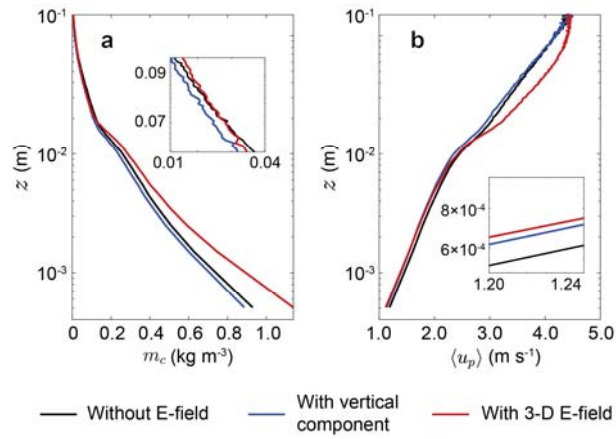 a
b
10⁻¹
10⁻²
10⁻³
z (m)
0 0.2 0.4 0.6 0.8 1.0
m_c (kg m⁻³)
0.09
0.07
0.01 0.04
10⁻¹
10⁻²
10⁻³
z (m)
1.0 2.0 3.0 4.0 5.0
⟨u_p⟩ (m s⁻¹)
8×10⁻⁴
6×10⁻⁴
1.20 1.24
Without E-field
With vertical
component
With 3-D E-field